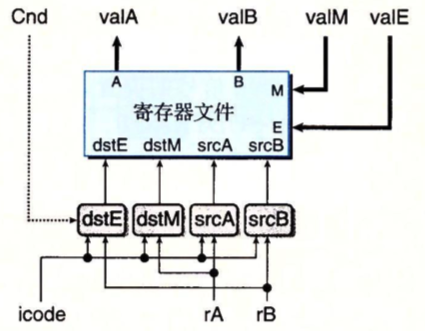 Cnd valA valB valM valE
A B M
寄存器文件
E
dstE dstM srcA srcB
dstE dstM srcA srcB
icode rA rB